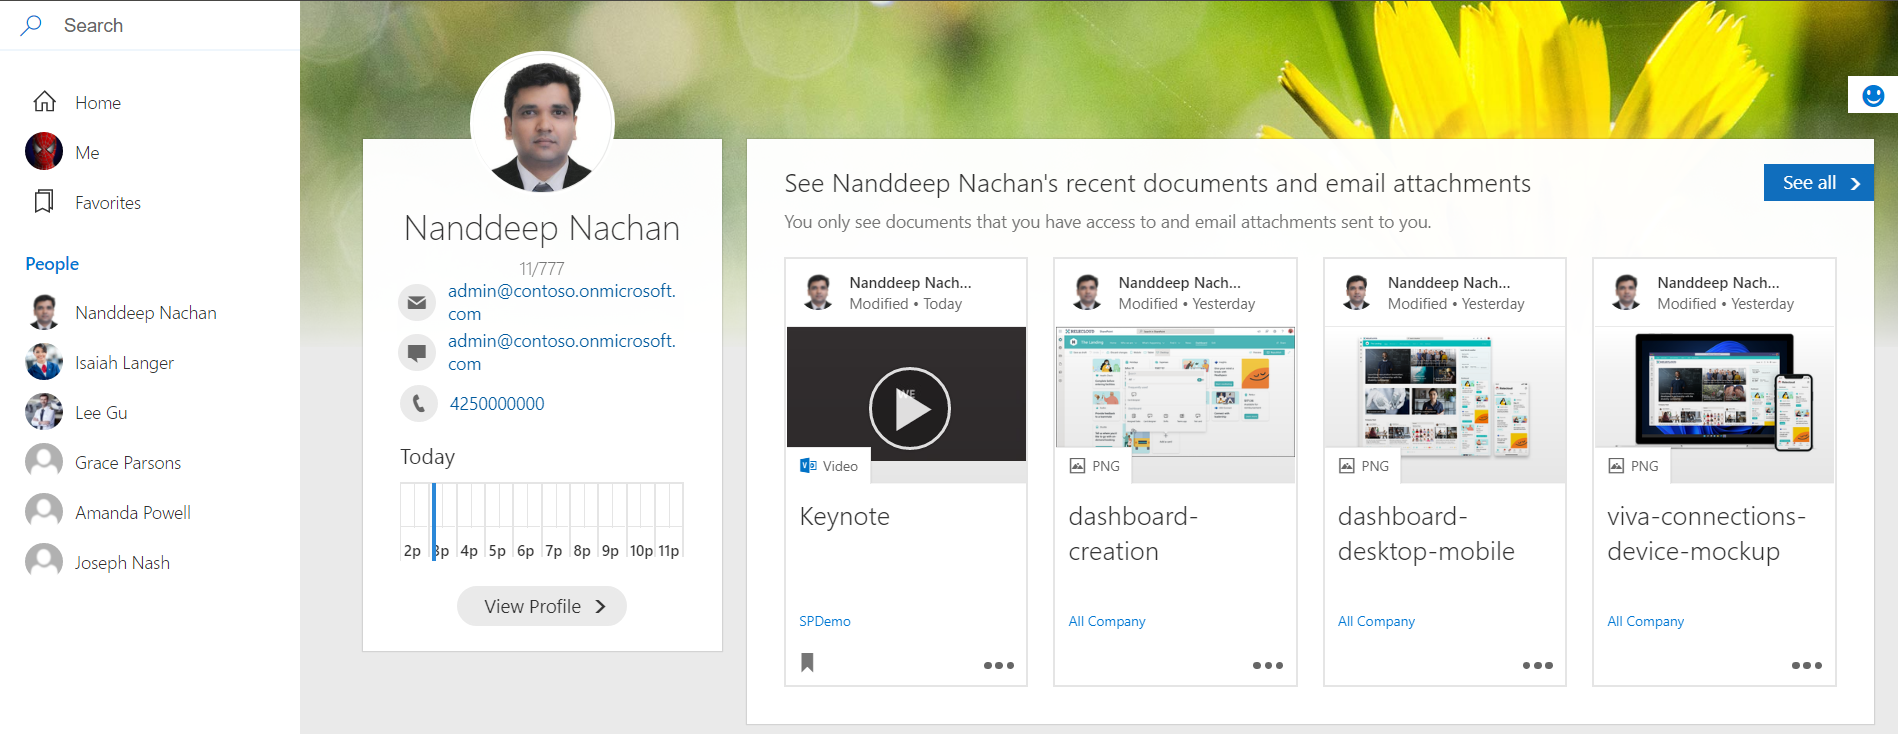 Search
Home
Me
Favorites
People
Nanddeep Nachan
Isaiah Langer
Lee Gu
Grace Parsons
Amanda Powell
Joseph Nash
Nanddeep Nachan
11/777
admin@contoso.onmicrosoft.
com
admin@contoso.onmicrosoft.
com
4250000000
Today
2p 3p 4p 5p 6p 7p 8p 9p 10p 11p
View Profile
See Nanddeep Nachan's recent documents and email attachments
See all
You only see documents that you have access to and email attachments sent to you.
Nanddeep Nach...
Modified • Today
WE
Video
Keynote
SPDemo
Nanddeep Nach...
Modified • Yesterday
PNG
dashboard-
creation
All Company
Nanddeep Nach...
Modified • Yesterday
PNG
dashboard-
desktop-mobile
All Company
Nanddeep Nach...
Modified • Yesterday
PNG
viva-connections-
device-mockup
All Company